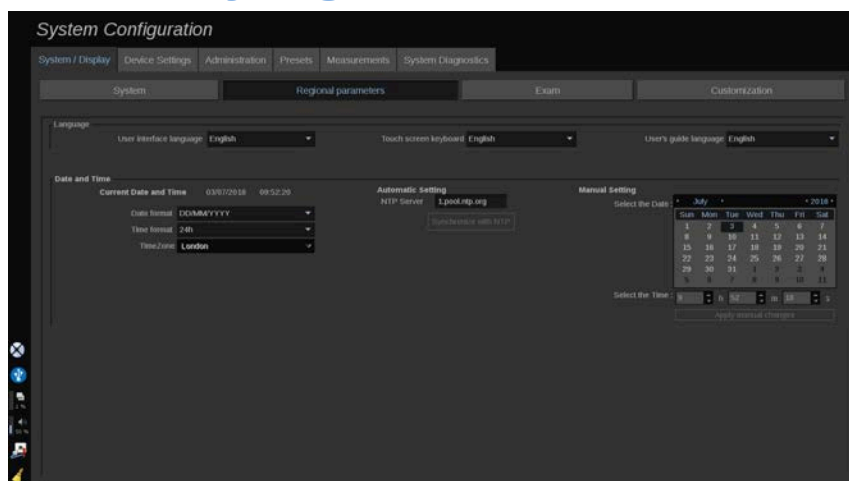 System Configuration
System / Display Device Settings Administration Presets Measurements System Diagnostics
System Regional parameters Exam Customization
Language
User interface language English Touch screen keyboard English User's guide language English
Date and Time
Current Date and Time 03/07/2018 09:52:20
Date format DD/MM/YYYY
Time format 24h
TimeZone London
Automatic Setting
NTP Server 1.pool.ntp.org
Synchronize with NTP
Manual Setting
Select the Date : July 2018
Sun Mon Tue Wed Thu Fri Sat
1 2 3 4 5 6 7
8 9 10 11 12 13 14
15 16 17 18 19 20 21
22 23 24 25 26 27 28
29 30 31 1 2 3 4
5 6 7 8 9 10 11
Select the Time : 9 h 52 m 18 s
Apply manual changes